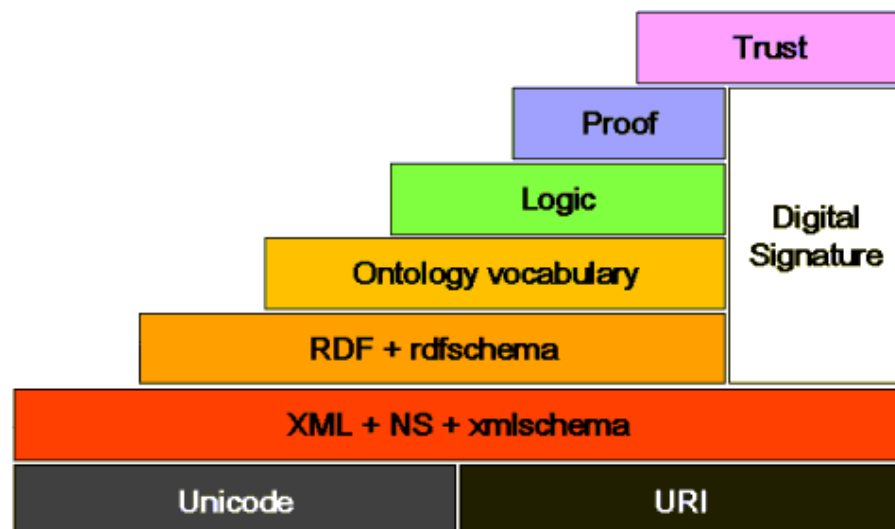 Trust
Proof
Logic
Digital
Signature
Ontology vocabulary
RDF + rdfschema
XML + NS + xmlschema
Unicode
URI